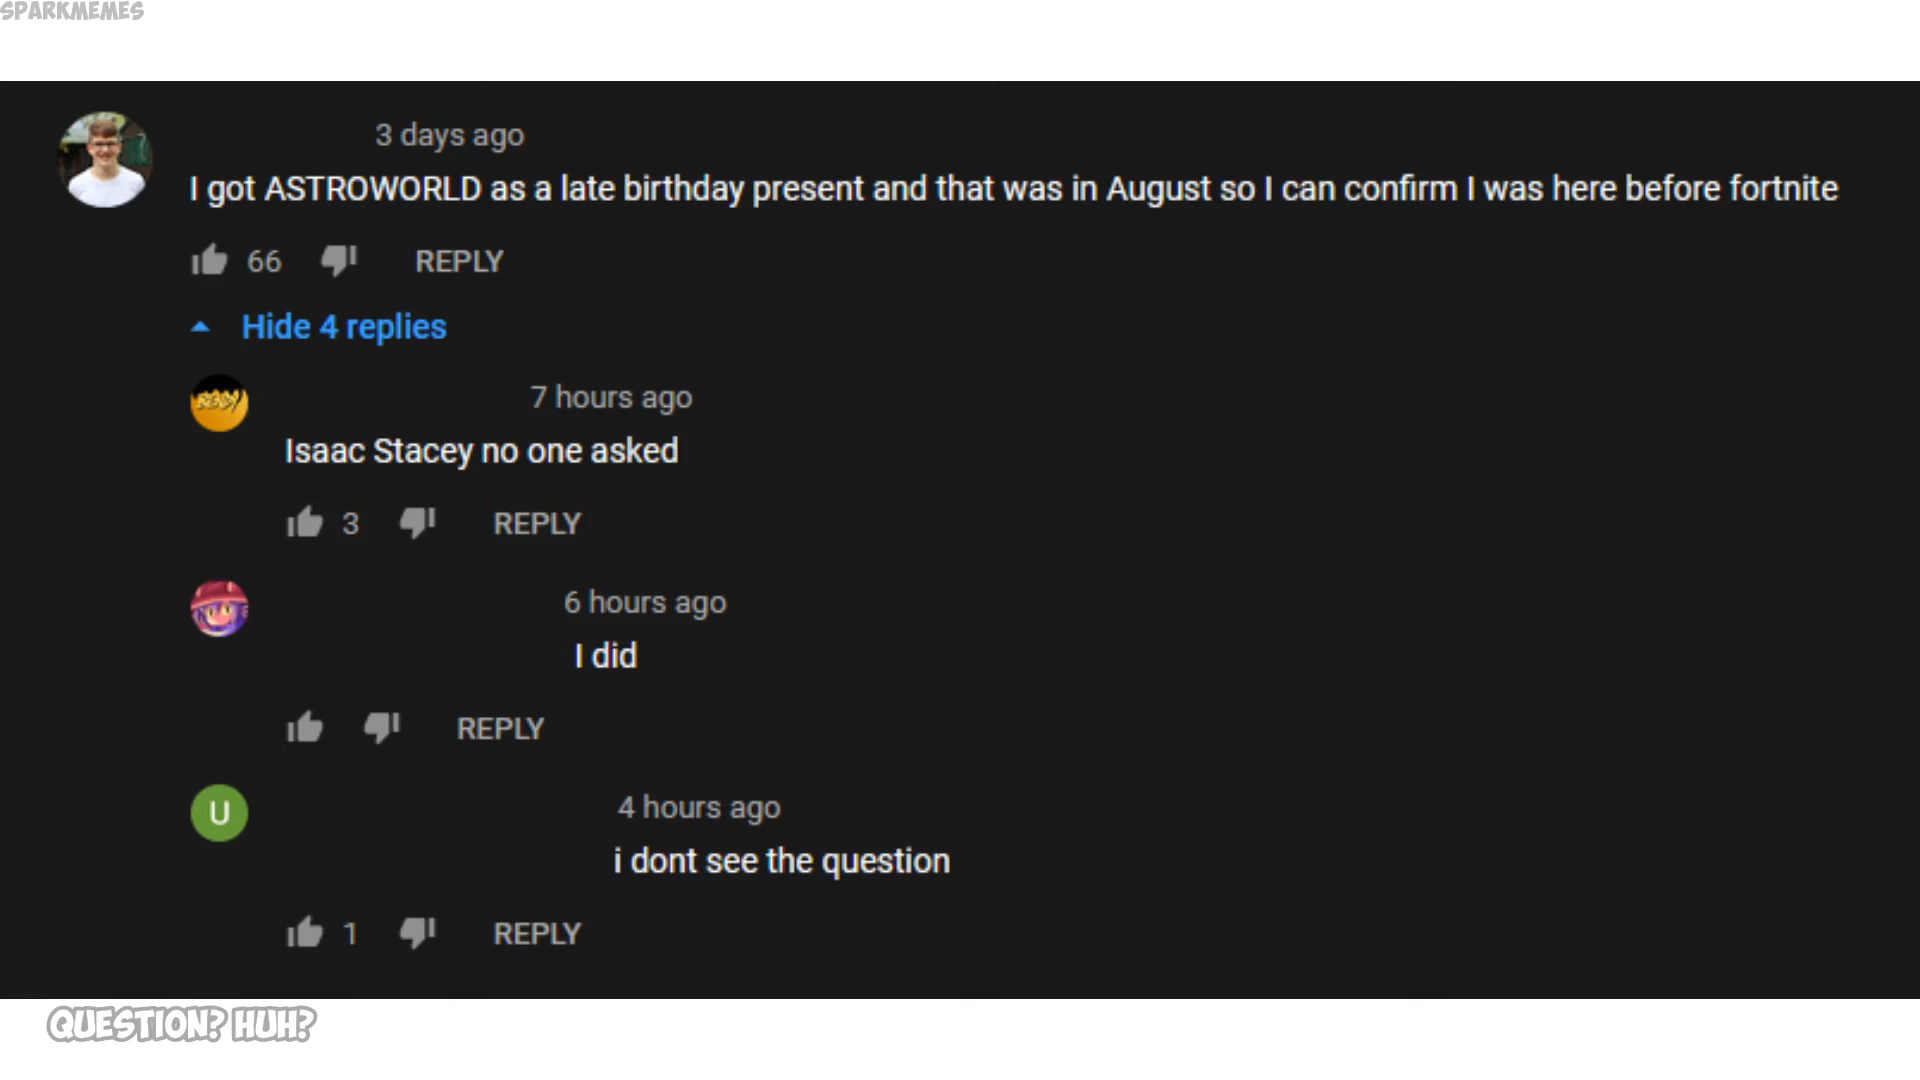 SPARKMEMES
3 days ago
I got ASTROWORLD as a late birthday present and that was in August so I can confirm I was here before fortnite
66 REPLY
Hide 4 replies
7 hours ago
Isaac Stacey no one asked
3 REPLY
6 hours ago
I did
REPLY
U 4 hours ago
i dont see the question
1 REPLY
QUESTION? HUH?